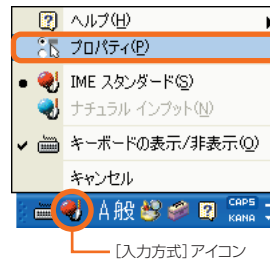 ヘルプ(H)
プロパティ(P)
IME スタンダード(S)
ナチュラル インプット(N)
キーボードの表示/非表示(O)
キャンセル
A 般 CAPS
KANA
[入力方式] アイコン